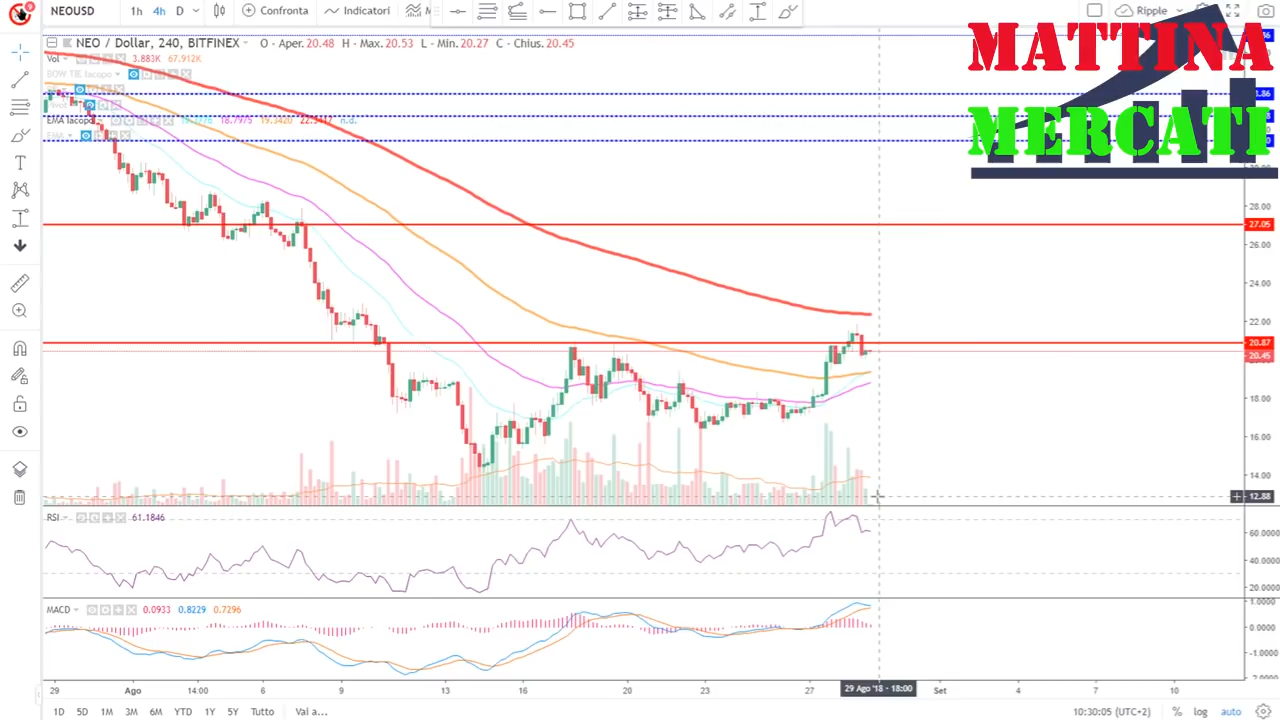 NEOUSD 1h 4h D Confronta Indicatori Ripple
NEO / Dollar, 240, BITFINEX O - Aper. 20.48 H - Max. 20.53 L - Min. 20.27 C - Chius. 20.45
Vol 3.883K 67.912K
BOW TIE Iacopo
EMA Iacopo 18.7975 19.3420 n.d.
EMA
MATTINA
MERCATI
28.00
27.05
26.00
24.00
22.00
20.87
20.45
18.00
16.00
14.00
12.88
RSI 61.1846
60.0000
40.0000
20.0000
MACD 0.0933 0.8229 0.7296
1.0000
0.0000
-1.0000
29 Ago 14:00 6 9 13 16 20 23 27 29 Ago '18 - 18:00 Set 4 7 10
1D 5D 1M 3M 6M YTD 1Y 5Y Tutto Vai a... 10:30:05 (UTC+2) % log auto